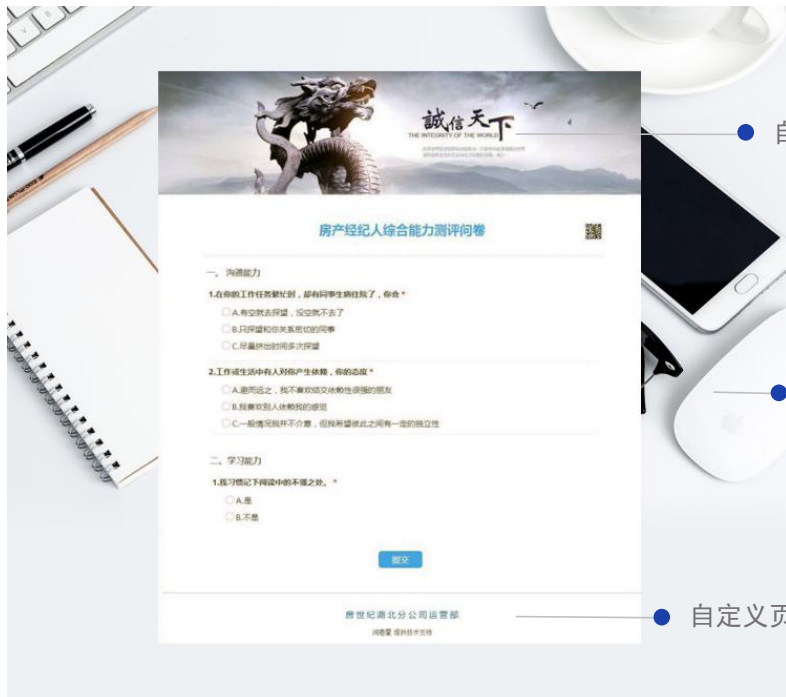 誠信天下
THE INTEGRITY OF THE WORLD
自
房产经纪人综合能力测评问卷
一、 沟通能力
1.在你的工作任务繁忙时，却有同事生病住院了，你会 *
A.有空就去探望，没空就不去了
B.只探望和你关系密切的同事
C.尽量挤出时间多次探望
2.工作或生活中有人对你产生依赖，你的态度 *
A.避而远之，我不喜欢结交依赖性很强的朋友
B.我喜欢别人依赖我的感觉
C.一般情况我并不介意，但我希望彼此之间有一定的独立性
二、学习能力
1.我习惯记下阅读中的不懂之处。 *
A.是
B.不是
提交
房世纪湖北分公司运营部
自定义页
问卷星 提供技术支持